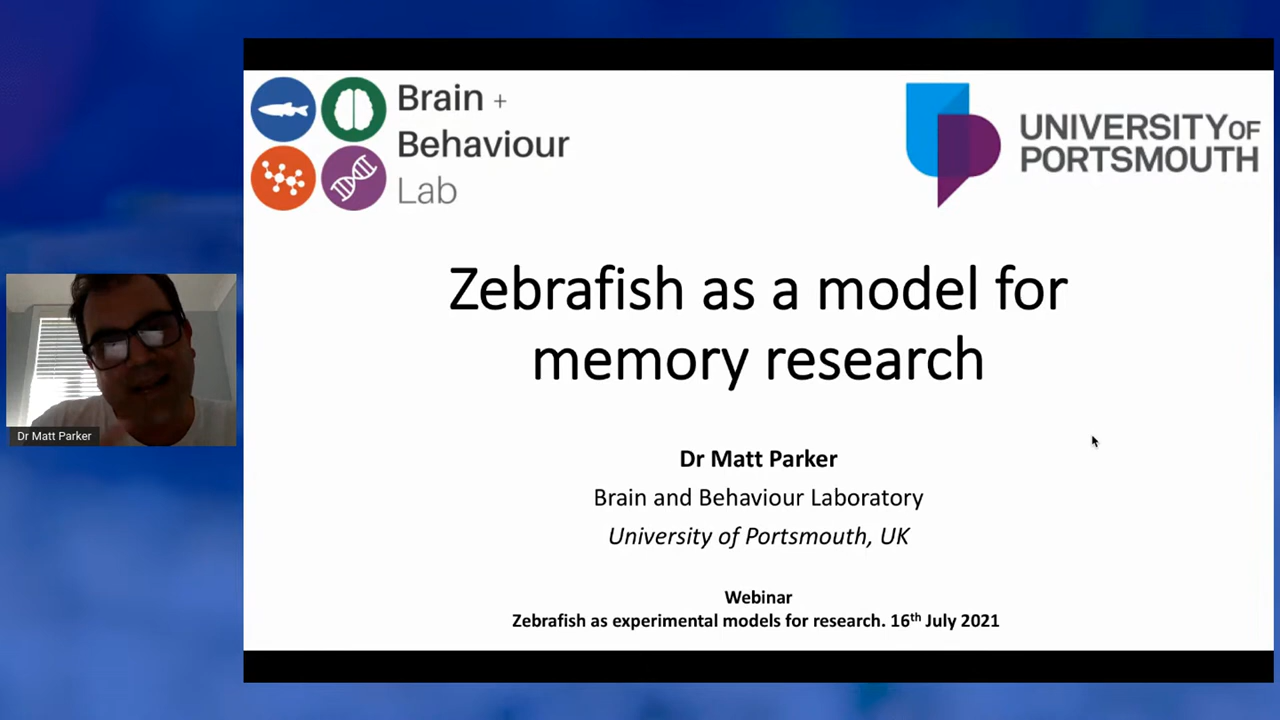 Brain +
Behaviour
Lab
UNIVERSITY OF
PORTSMOUTH
Zebrafish as a model for
memory research
Dr Matt Parker
Dr Matt Parker
Brain and Behaviour Laboratory
University of Portsmouth, UK
Webinar
Zebrafish as experimental models for research. 16th July 2021